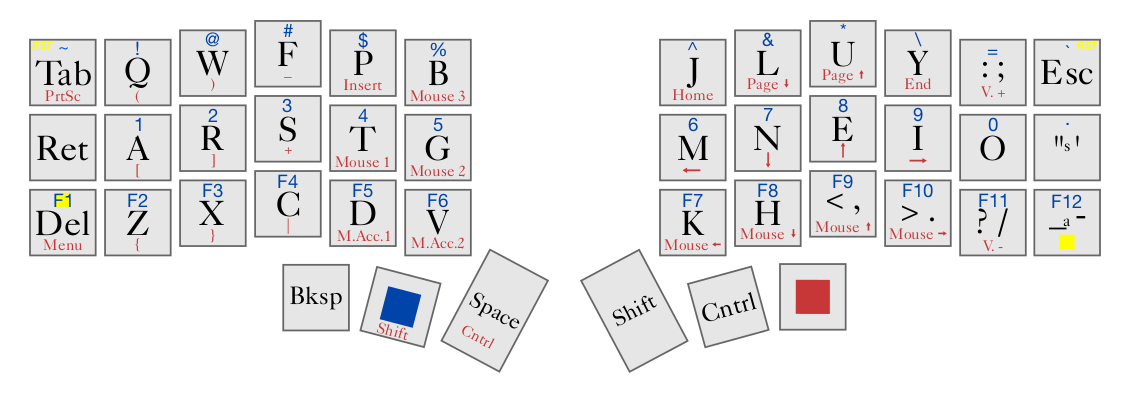 RST ~ ! @ # $ % ^ & * \ = ` RST
Tab Q W F P B J L U Y : ; Esc
PrtSc ( ) _ Insert Mouse 3 Home Page ↓ Page ↑ End V. +
1 2 3 4 5 6 7 8 9 0 .
Ret A R S T G M N E I O "s'
[ ] + Mouse 1 Mouse 2 ← ↓ ↑ →
F1 F2 F3 F4 F5 F6 F7 F8 F9 F10 F11 F12
Del Z X C D V K H < , > . ? / _a-
Menu { } | M.Acc.1 M.Acc.2 Mouse ← Mouse ↓ Mouse ↑ Mouse → V. -
Bksp Space Shift Cntrl
Shift Cntrl